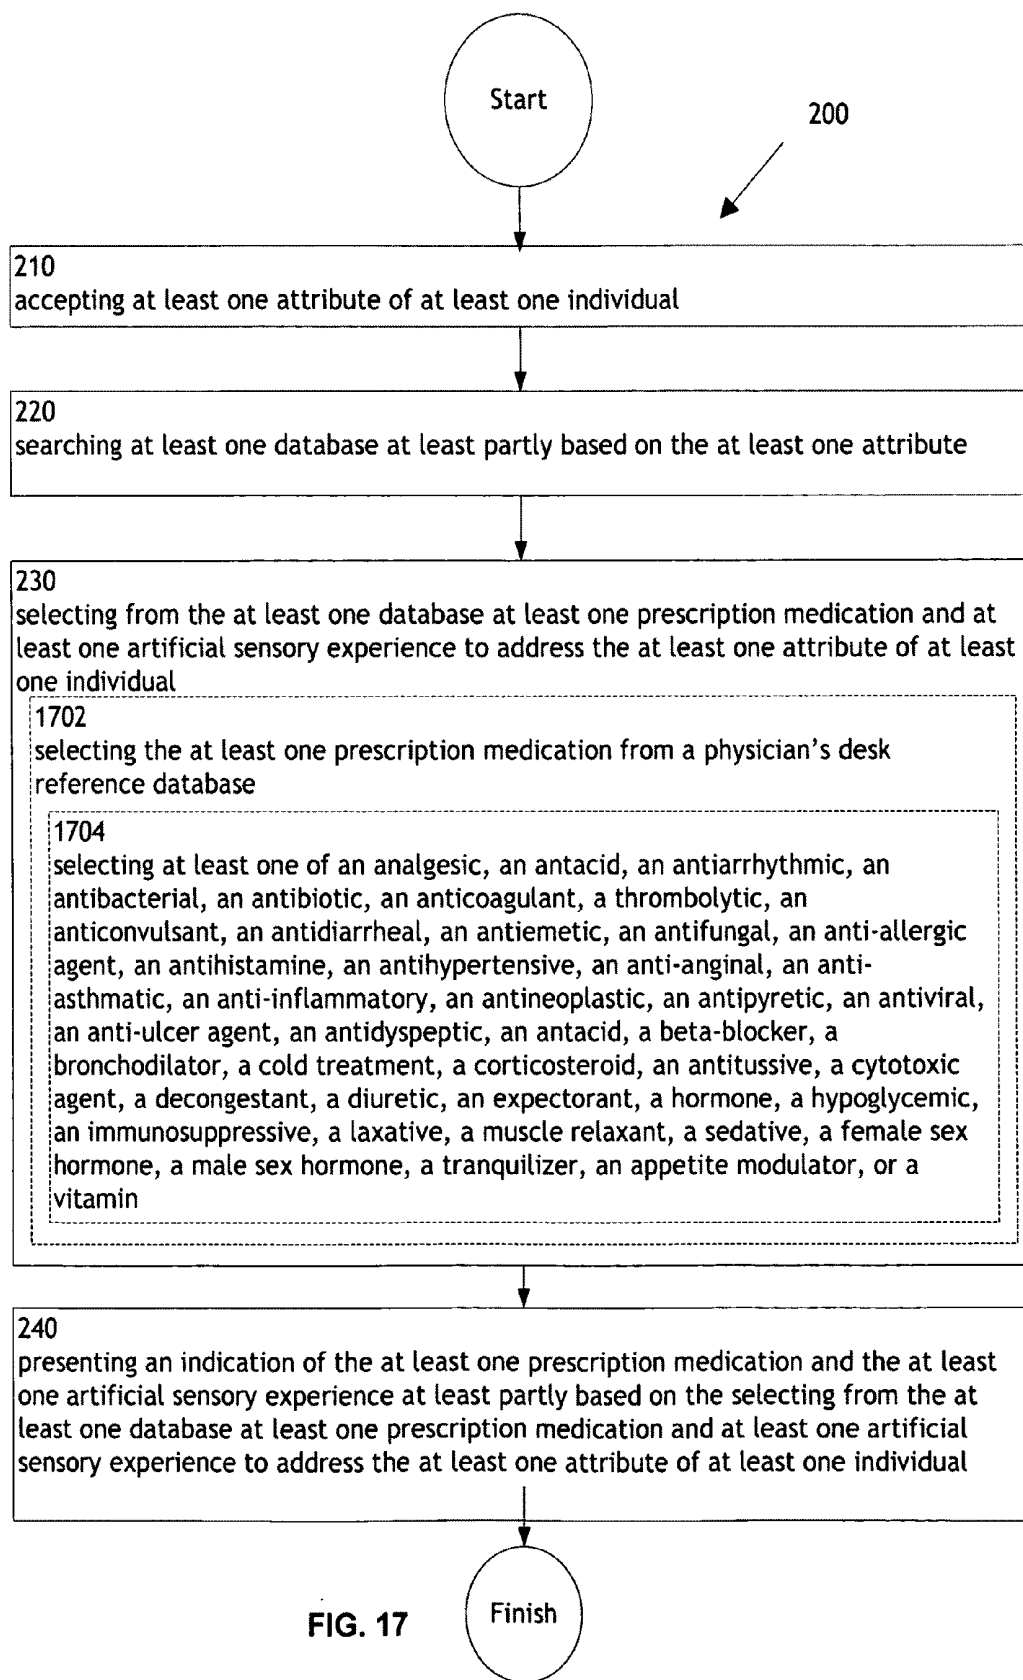 Start
200
210
accepting at least one attribute of at least one individual
220
searching at least one database at least partly based on the at least one attribute
230
selecting from the at least one database at least one prescription medication and at
least one artificial sensory experience to address the at least one attribute of at least
one individual
1702
selecting the at least one prescription medication from a physician's desk
reference database
1704
selecting at least one of an analgesic, an antacid, an antiarrhythmic, an
antibacterial, an antibiotic, an anticoagulant, a thrombolytic, an
anticonvulsant, an antidiarrheal, an antiemetic, an antifungal, an anti-allergic
agent, an antihistamine, an antihypertensive, an anti-anginal, an anti-
asthmatic, an anti-inflammatory, an antineoplastic, an antipyretic, an antiviral,
an anti-ulcer agent, an antidyspeptic, an antacid, a beta-blocker, a
bronchodilator, a cold treatment, a corticosteroid, an antitussive, a cytotoxic
agent, a decongestant, a diuretic, an expectorant, a hormone, a hypoglycemic,
an immunosuppressive, a laxative, a muscle relaxant, a sedative, a female sex
hormone, a male sex hormone, a tranquilizer, an appetite modulator, or a
vitamin
240
presenting an indication of the at least one prescription medication and the at least
one artificial sensory experience at least partly based on the selecting from the at
least one database at least one prescription medication and at least one artificial
sensory experience to address the at least one attribute of at least one individual
Finish
FIG. 17